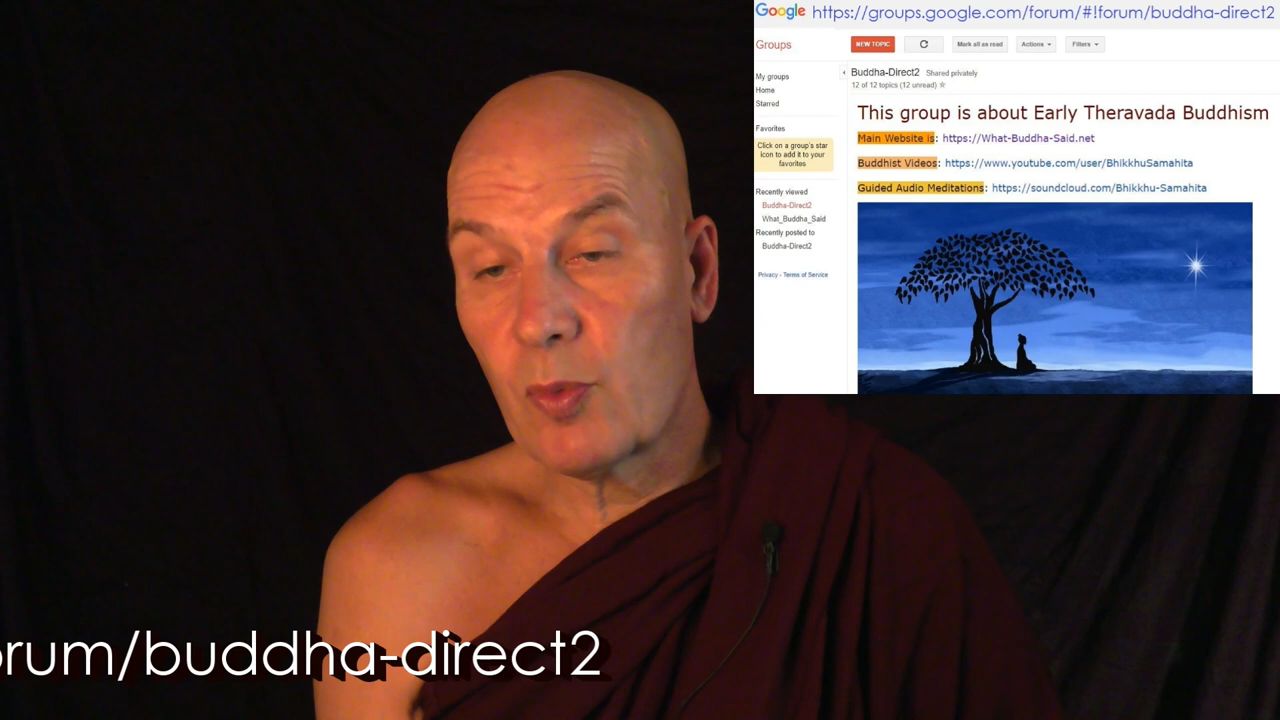 Google https://groups.google.com/forum/#!forum/buddha-direct2
Groups
NEW TOPIC
Mark all as read
Actions
Filters
My groups
Home
Starred
Favorites
Click on a group's star
icon to add it to your
favorites
Recently viewed
Buddha-Direct2
What_Buddha_Said
Recently posted to
Buddha-Direct2
Privacy - Terms of Service
Buddha-Direct2 Shared privately
12 of 12 topics (12 unread)
This group is about Early Theravada Buddhism
Main Website is: https://What-Buddha-Said.net
Buddhist Videos: https://www.youtube.com/user/BhikkhuSamahita
Guided Audio Meditations: https://soundcloud.com/Bhikkhu-Samahita
orum/buddha-direct2